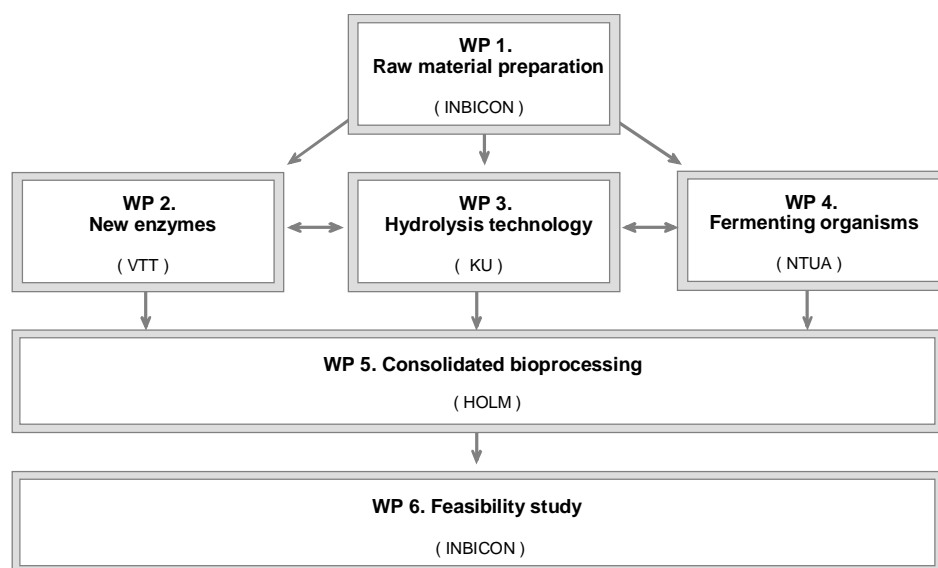 WP 1.
Raw material preparation
( INBICON )
WP 2.
New enzymes
( VTT )
WP 3.
Hydrolysis technology
( KU )
WP 4.
Fermenting organisms
( NTUA )
WP 5. Consolidated bioprocessing
( HOLM )
WP 6. Feasibility study
( INBICON )